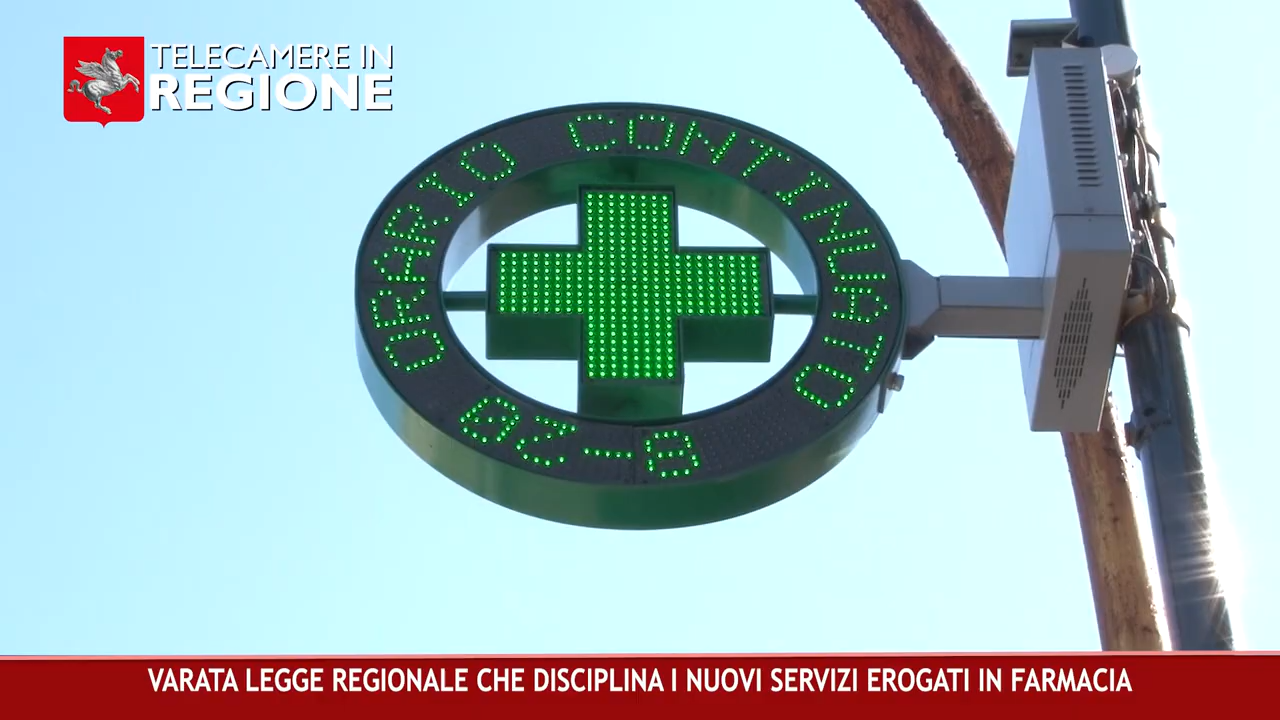 TELECAMERE IN
REGIONE
ORARIO CONTINUATO
8-20
VARATA LEGGE REGIONALE CHE DISCIPLINA I NUOVI SERVIZI EROGATI IN FARMACIA